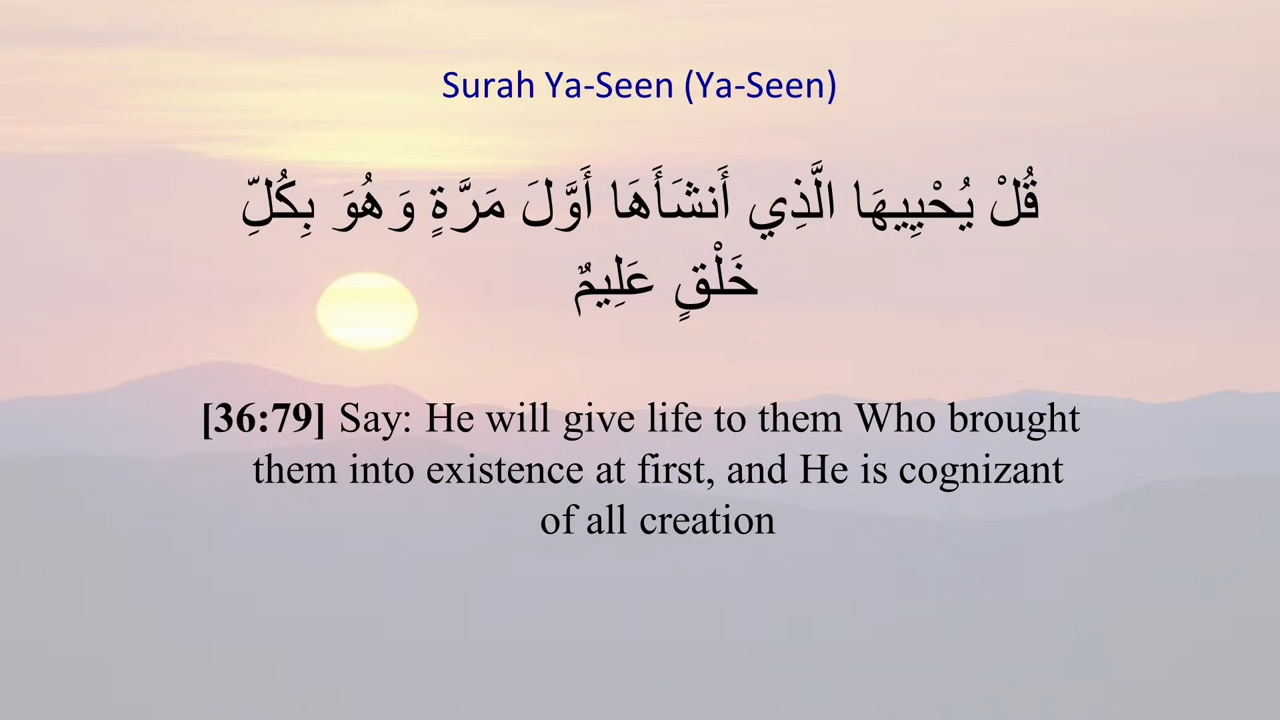 Surah Ya-Seen (Ya-Seen)
قُلْ يُحْيِيهَا الَّذِي أَنشَأَهَا أَوَّلَ مَرَّةٍ وَهُوَ بِكُلِّ
خَلْقٍ عَلِيمٌ
[36:79] Say: He will give life to them Who brought
them into existence at first, and He is cognizant
of all creation